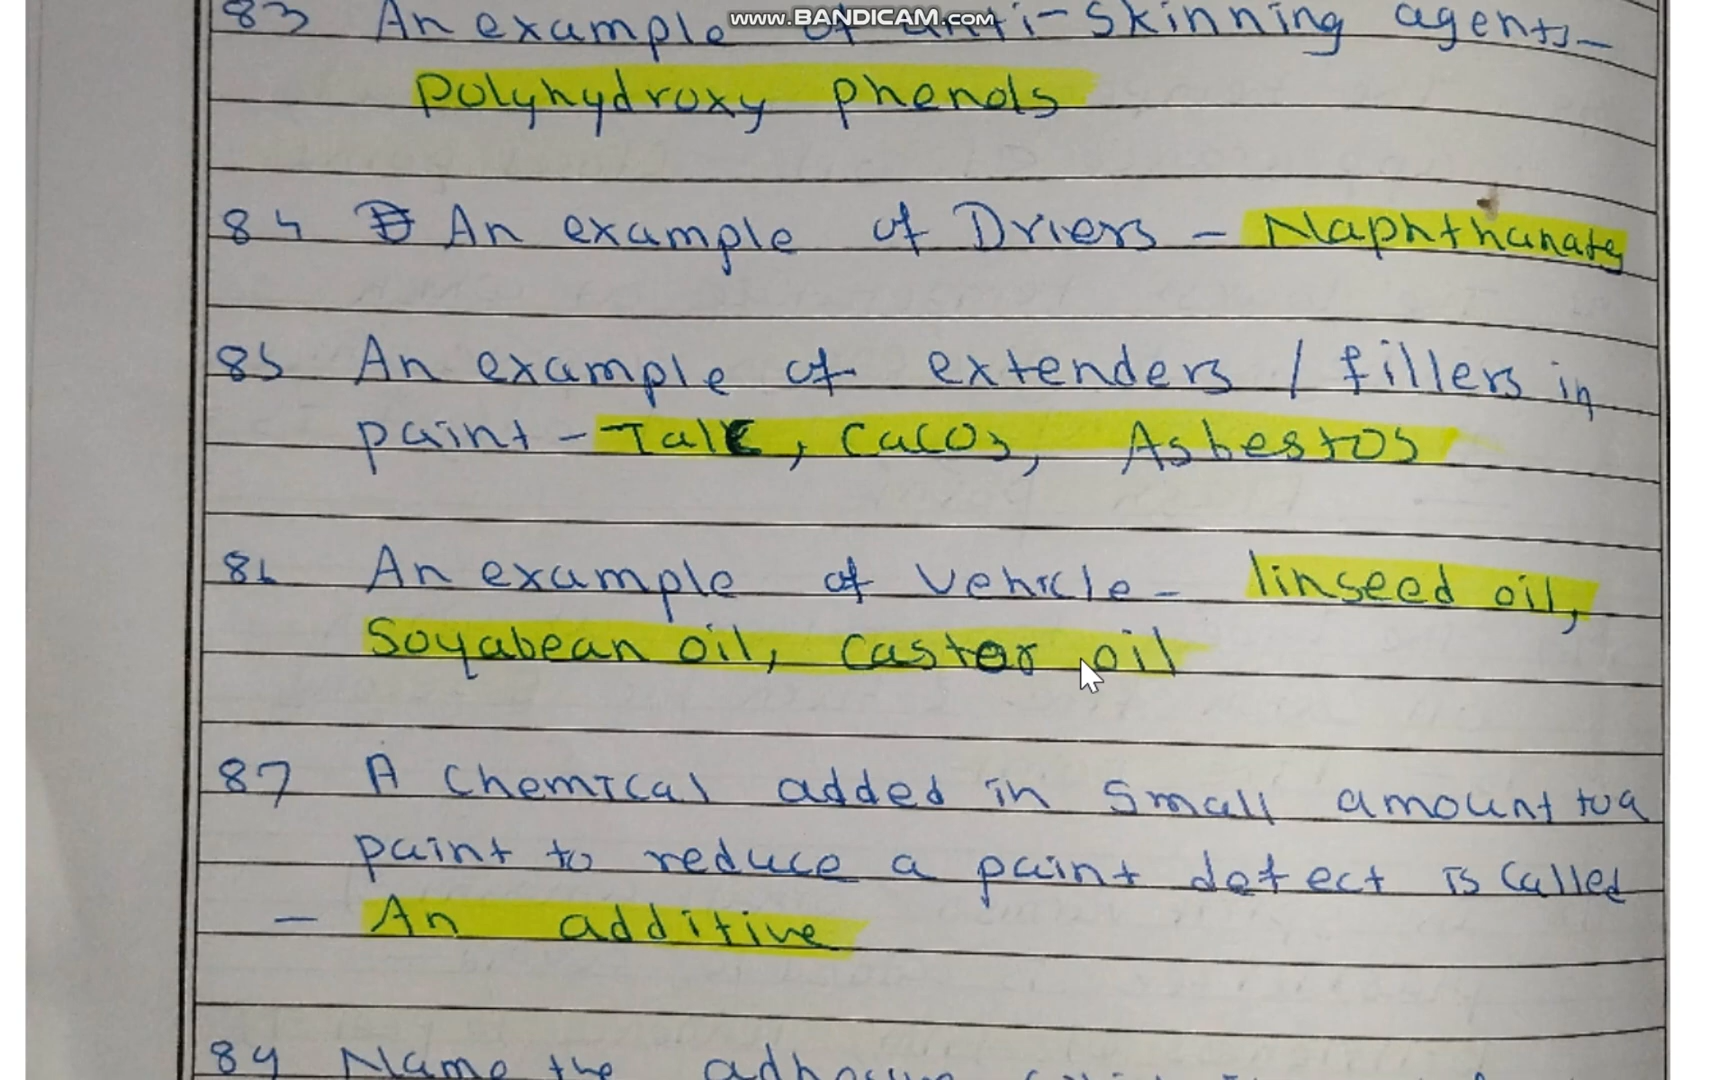 www.BANDICAM.com
83 An example of anti-skinning agents-
Polyhydroxy phenols
84 An example of Driers - Naphthanate
85 An example of extenders / fillers in
paint - Talc, CaCO3, Asbestos
86 An example of vehicle - linseed oil,
Soyabean oil, castor oil
87 A chemical added in small amount to a
paint to reduce a paint defect is called
- An additive
89 Name the